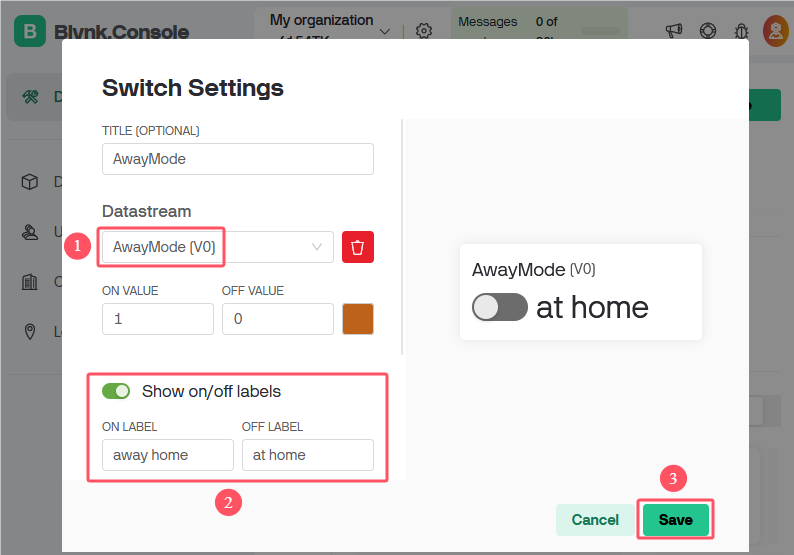 B Blynk.Console
My organization
Messages 0 of
Switch Settings
TITLE (OPTIONAL)
AwayMode
Datastream
1
AwayMode (V0)
ON VALUE OFF VALUE
1 0
Show on/off labels
ON LABEL OFF LABEL
away home at home
2
AwayMode (V0)
at home
3
Cancel Save